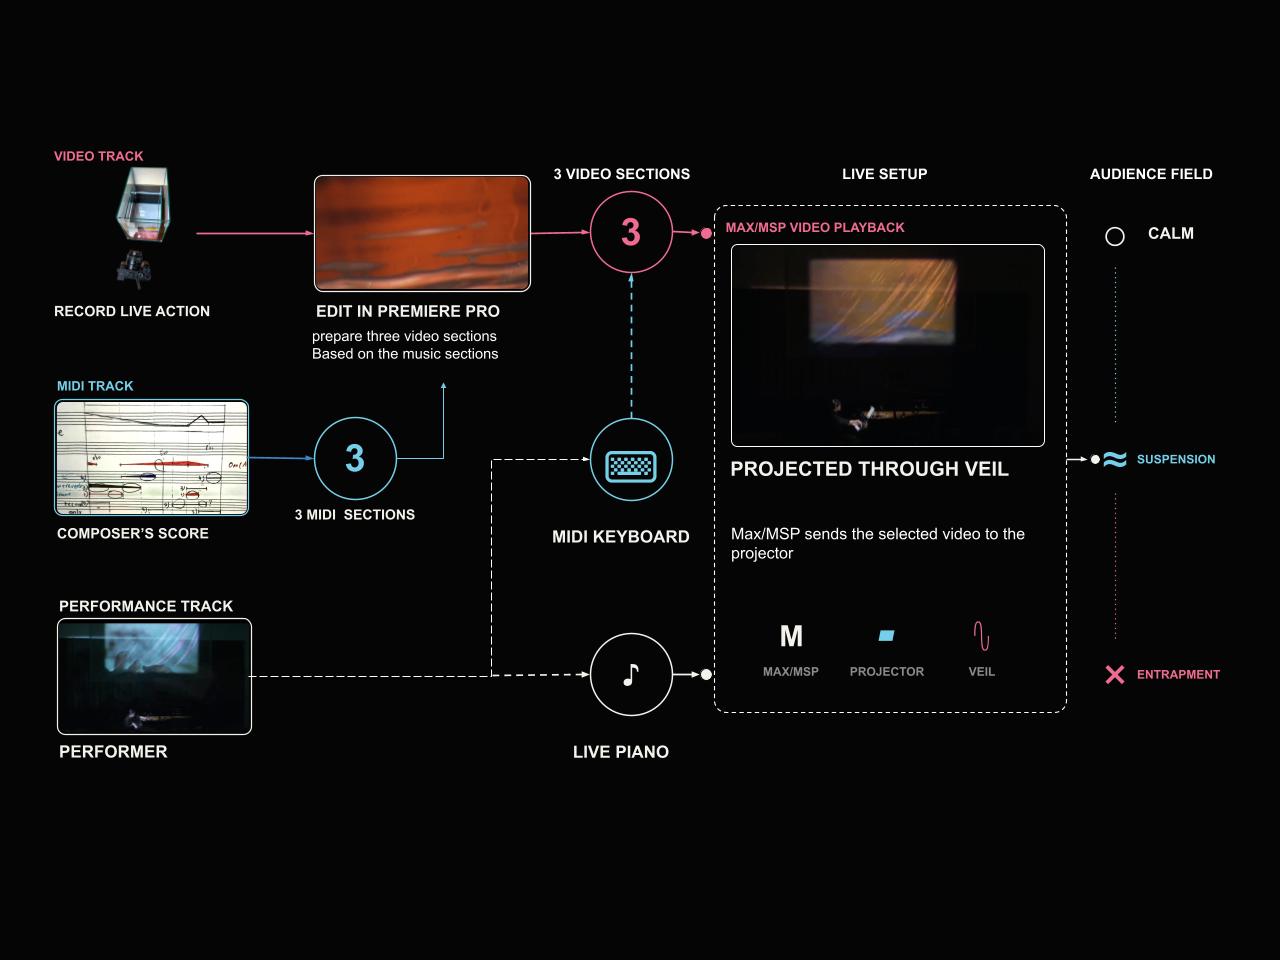 VIDEO TRACK
3 VIDEO SECTIONS
LIVE SETUP
AUDIENCE FIELD
3
MAX/MSP VIDEO PLAYBACK
CALM
RECORD LIVE ACTION
EDIT IN PREMIERE PRO
prepare three video sections
Based on the music sections
MIDI TRACK
3
3 MIDI SECTIONS
COMPOSER'S SCORE
MIDI KEYBOARD
PROJECTED THROUGH VEIL
SUSPENSION
Max/MSP sends the selected video to the
projector
PERFORMANCE TRACK
PERFORMER
LIVE PIANO
M
MAX/MSP
PROJECTOR
VEIL
ENTRAPMENT